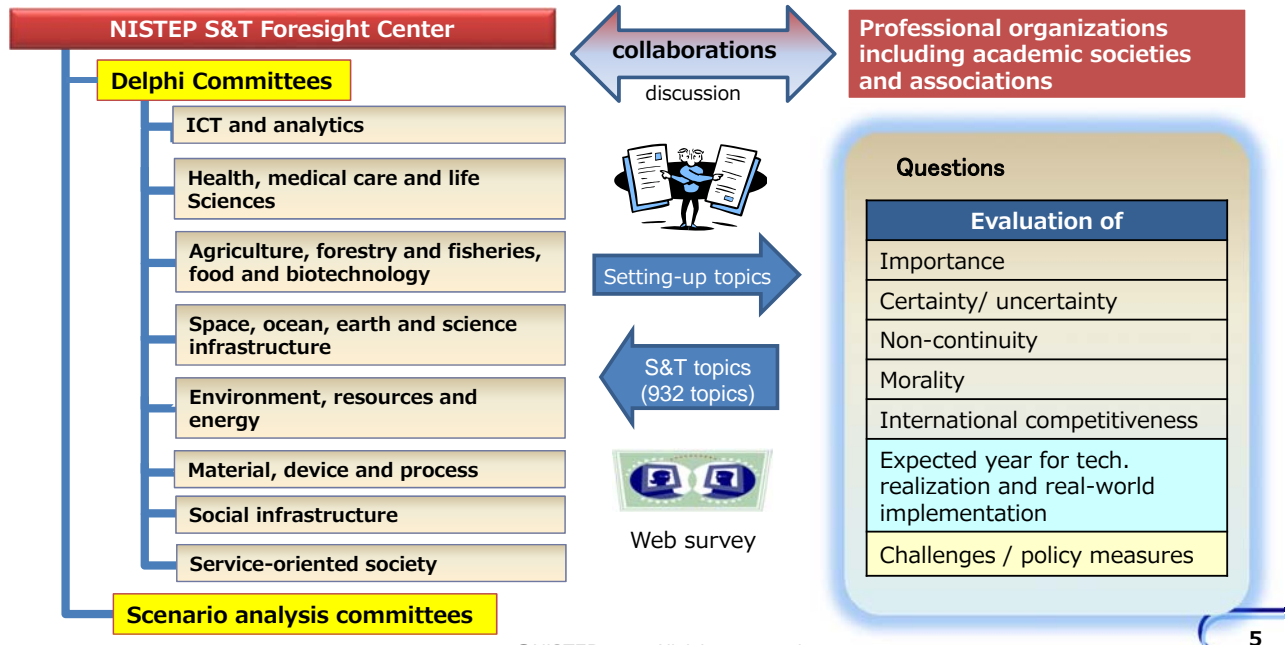 NISTEP S&T Foresight Center
Delphi Committees
ICT and analytics
Health, medical care and life
Sciences
Agriculture, forestry and fisheries,
food and biotechnology
Space, ocean, earth and science
infrastructure
Environment, resources and
energy
Material, device and process
Social infrastructure
Service-oriented society
Scenario analysis committees
collaborations
discussion
Setting-up topics
S&T topics
(932 topics)
Web survey
Professional organizations
including academic societies
and associations
Questions
Evaluation of
Importance
Certainty/ uncertainty
Non-continuity
Morality
International competitiveness
Expected year for tech.
realization and real-world
implementation
Challenges / policy measures
5